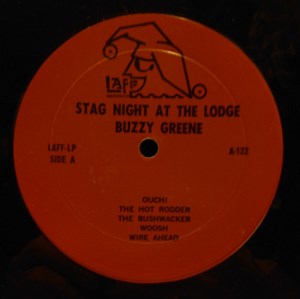 LAFF
STAG NIGHT AT THE LODGE
BUZZY GREENE
LAFF-LP
SIDE A
A-122
OUCH!
THE HOT RODDER
THE BUSHWACKER
WOOSH
WIRE AHEAD